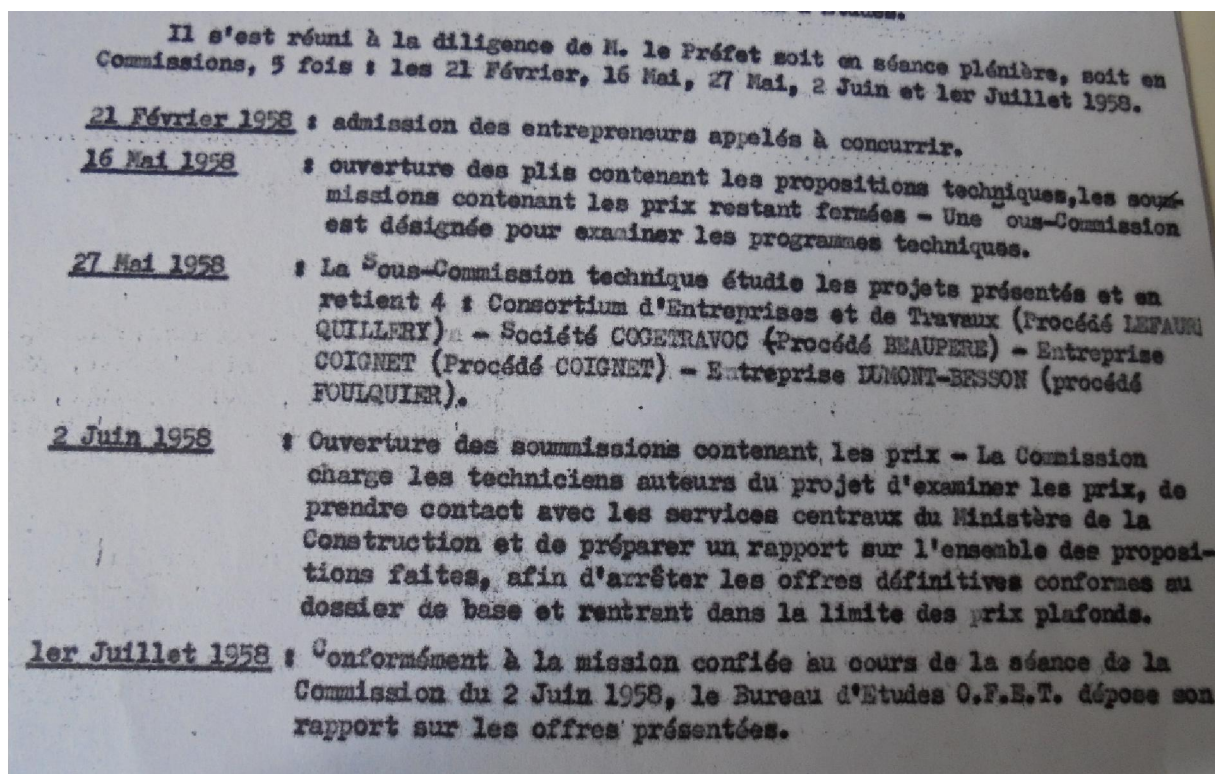 d'Etudes.
Il s'est réuni à la diligence de M. le Préfet soit en séance plénière, soit en
Commissions, 5 fois : les 21 Février, 16 Mai, 27 Mai, 2 Juin et 1er Juillet 1958.
21 Février 1958 : admission des entrepreneurs appelés à concurrir.
16 Mai 1958 : ouverture des plis contenant les propositions techniques,les soum-
missions contenant les prix restant fermées - Une ous-Commission
est désignée pour examiner les programmes techniques.
27 Mai 1958 : La Sous-Commission technique étudie les projets présentés et en
retient 4 : Consortium d'Entreprises et de Travaux (Procédé LEFAURI
QUILLERY) - Société COGETRAVOC (Procédé BEAUPERE) - Entreprise
COIGNET (Procédé COIGNET) - Entreprise DUMONT-BESSON (procédé
FOULQUIER).
2 Juin 1958 : Ouverture des soummissions contenant les prix - La Commission
charge les techniciens auteurs du projet d'examiner les prix, de
prendre contact avec les services centraux du Ministère de la
Construction et de préparer un rapport sur l'ensemble des proposi-
tions faites, afin d'arrêter les offres définitives conformes au
dossier de base et rentrant dans la limite des prix plafonds.
1er Juillet 1958 : Conformément à la mission confiée au cours de la séance de la
Commission du 2 Juin 1958, le Bureau d'Etudes O.F.E.T. dépose son
rapport sur les offres présentées.